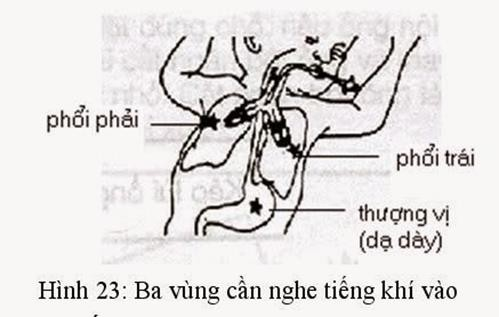 phổi phải
phổi trái
thượng vị
(dạ dày)
Hình 23: Ba vùng cần nghe tiếng khí vào